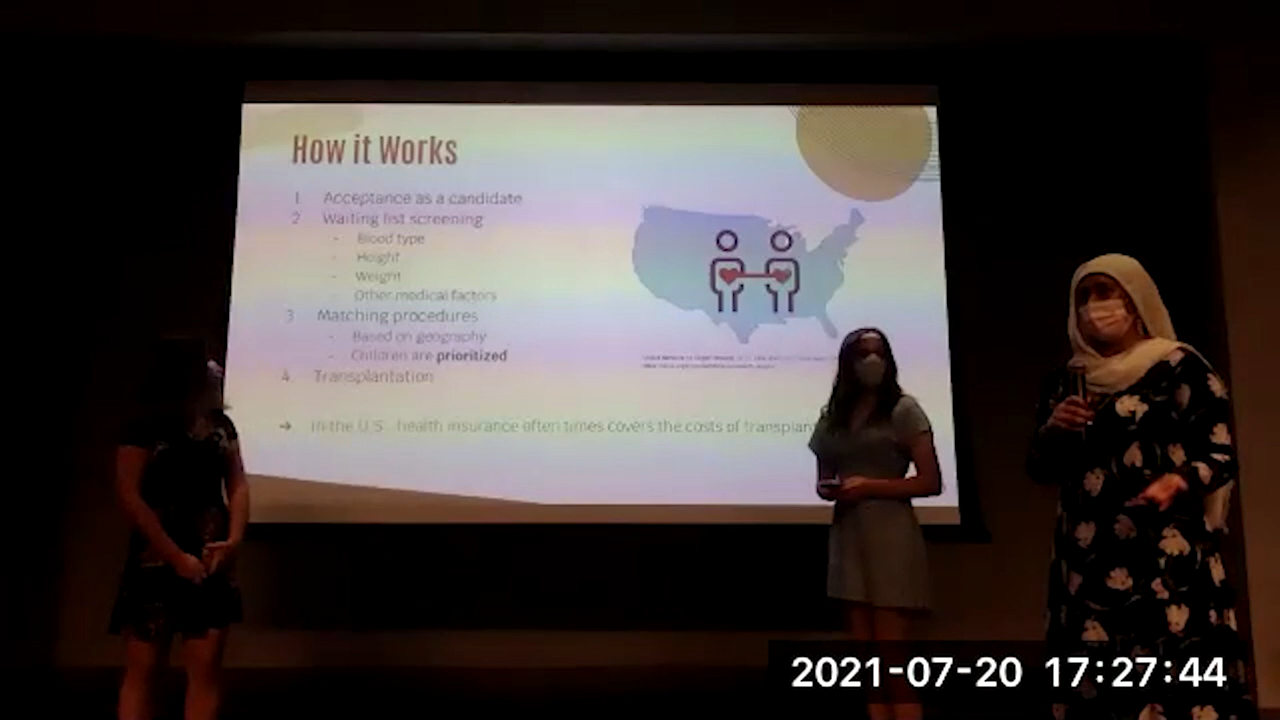 How it Works
1 Acceptance as a candidate
2 Waiting list screening
- Blood type
- Height
- Weight
Other medical factors
3 Matching procedures
- Based on geography
- Children are prioritized
4 Transplantation
➔ In the U.S. health insurance often times covers the costs of transplan
2021-07-20 17:27:44